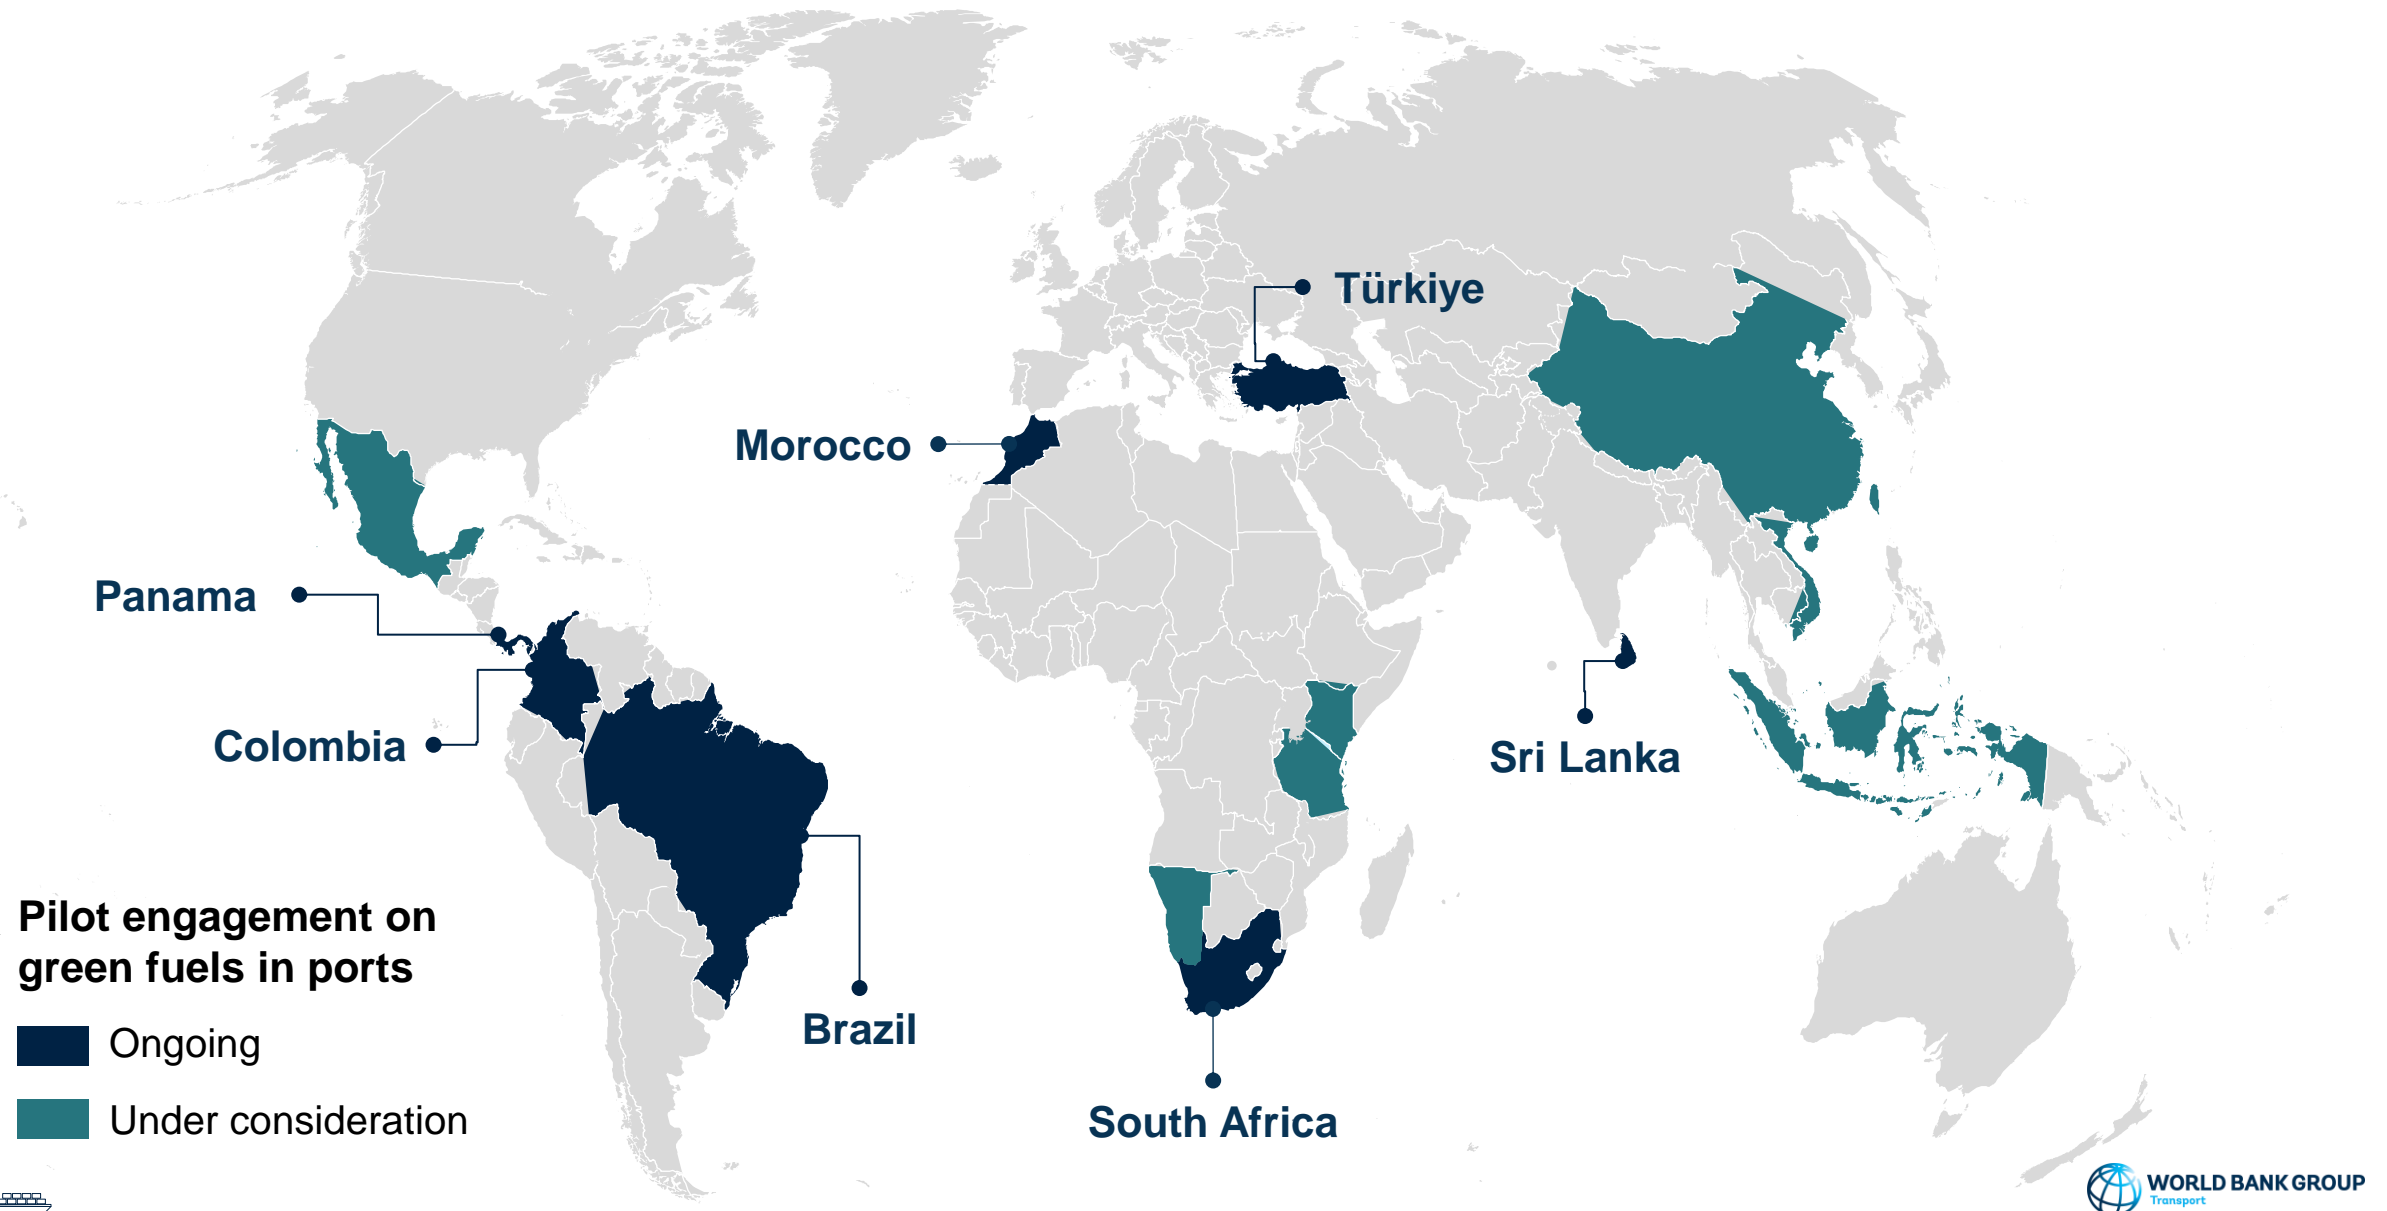 Türkiye
Morocco
Panama
Colombia
Sri Lanka
Brazil
South Africa
Pilot engagement on
green fuels in ports
Ongoing
Under consideration
WORLD BANK GROUP
Transport